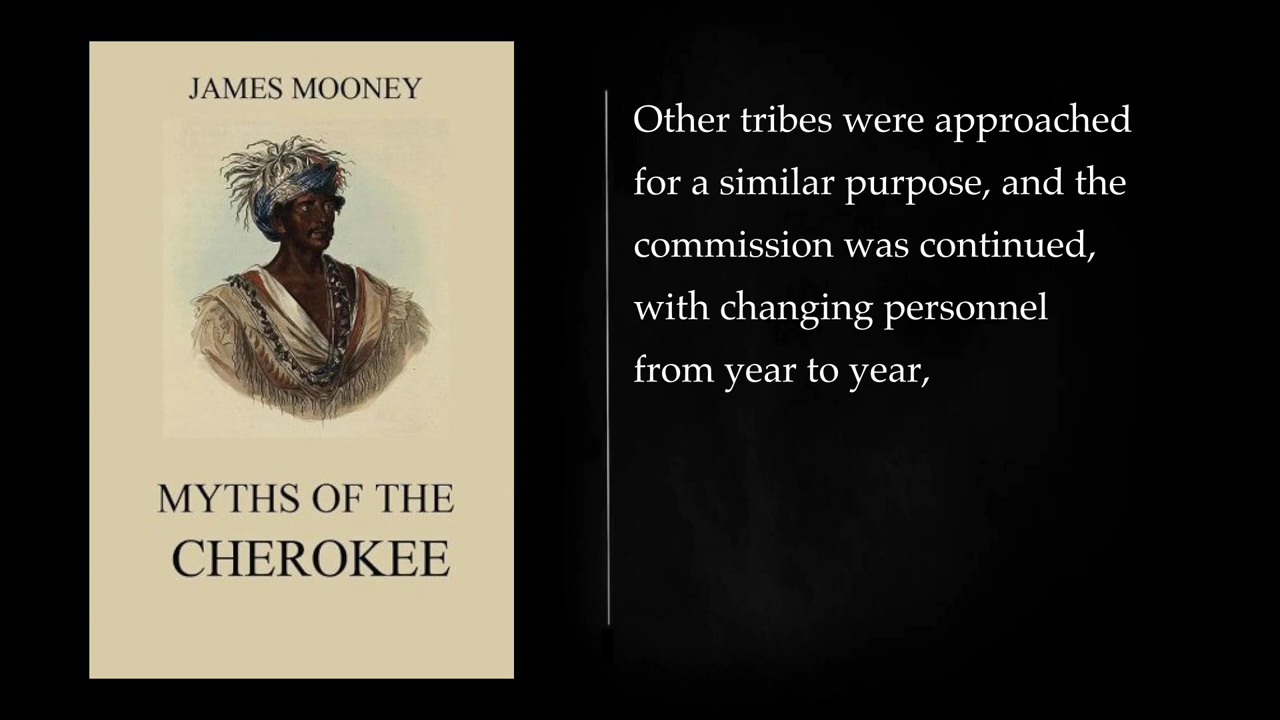 JAMES MOONEY
MYTHS OF THE
CHEROKEE
Other tribes were approached
for a similar purpose, and the
commission was continued,
with changing personnel
from year to year,